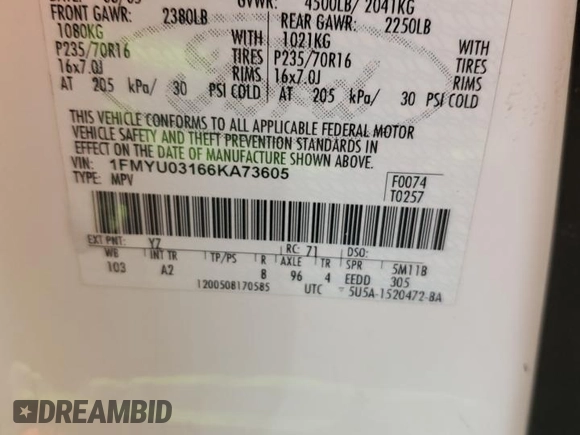 GVWR: 4500LB/ 2041KG
FRONT GAWR: 2380LB REAR GAWR: 2250LB
1080KG WITH 1021KG WITH
P235/70R16 TIRES P235/70R16 TIRES
16x7.0J RIMS 16x7.0J RIMS
AT 205 kPa/ 30 PSI COLD AT 205 kPa/ 30 PSI COLD
Ford
THIS VEHICLE CONFORMS TO ALL APPLICABLE FEDERAL MOTOR
VEHICLE SAFETY AND THEFT PREVENTION STANDARDS IN
EFFECT ON THE DATE OF MANUFACTURE SHOWN ABOVE.
VIN: 1FMYU03166KA73605
TYPE: MPV
F0074
T0257
EXT PNT: YZ RC: 71 DSO:
WB INT TR TP/PS R AXLE TR SPR 5M11B
103 A2 B 96 4 EEDD 305
1200508170585 UTC 5U5A-1520472-BA
DREAMBID